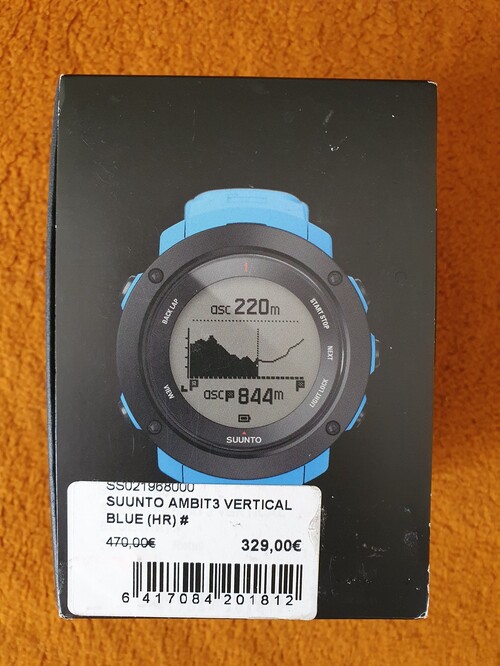 asc 220m
BACK LAP
START STOP
NEXT
VIEW
LIGHT LOCK
asc 844m
SUUNTO
SS021968000
SUUNTO AMBIT3 VERTICAL
BLUE (HR) #
470,00€ 329,00€
6 417084 201812